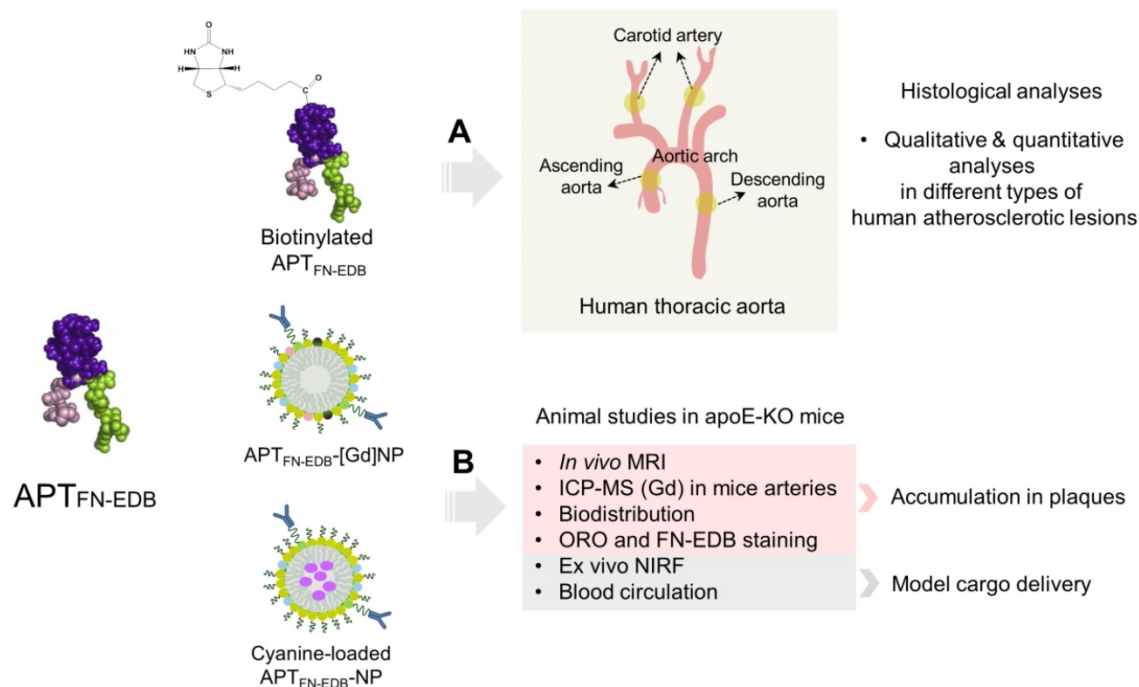 O
HN
NH
H
H
S
O
C
Biotinylated
APTFN-EDB
A
Carotid artery
Aortic arch
Ascending
aorta
Descending
aorta
Human thoracic aorta
Histological analyses
• Qualitative & quantitative
analyses
in different types of
human atherosclerotic lesions
APTFN-EDB
APTFN-EDB-[Gd]NP
Cyanine-loaded
APTFN-EDB-NP
B
Animal studies in apoE-KO mice
• In vivo MRI
• ICP-MS (Gd) in mice arteries
• Biodistribution
• ORO and FN-EDB staining
• Ex vivo NIRF
• Blood circulation
Accumulation in plaques
Model cargo delivery